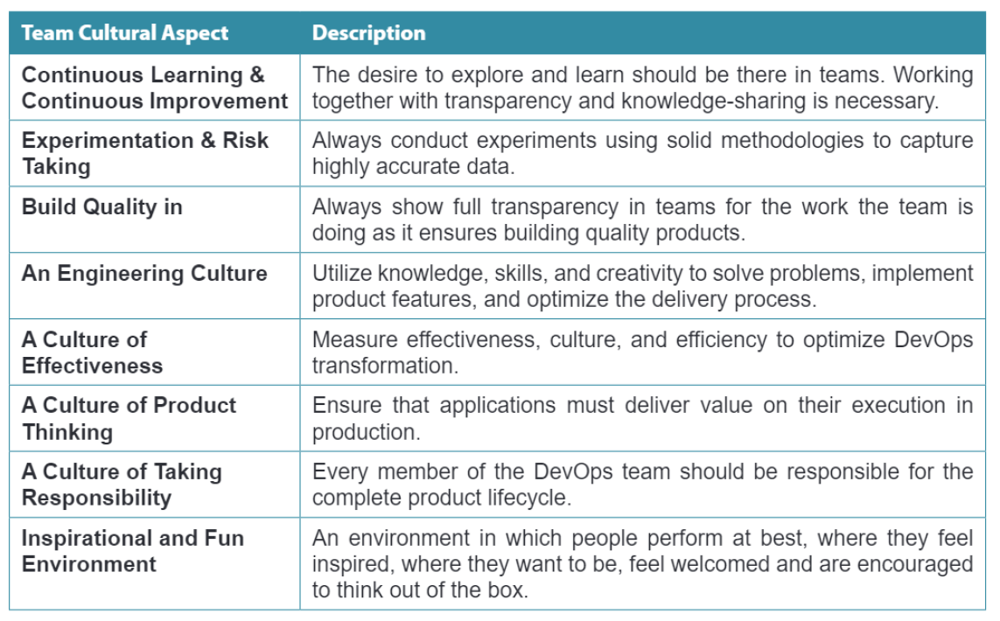 Team Cultural Aspect
Description
Continuous Learning &
Continuous Improvement
The desire to explore and learn should be there in teams. Working
together with transparency and knowledge-sharing is necessary.
Experimentation & Risk
Taking
Always conduct experiments using solid methodologies to capture
highly accurate data.
Build Quality in
Always show full transparency in teams for the work the team is
doing as it ensures building quality products.
An Engineering Culture
Utilize knowledge, skills, and creativity to solve problems, implement
product features, and optimize the delivery process.
A Culture of
Effectiveness
Measure effectiveness, culture, and efficiency to optimize DevOps
transformation.
A Culture of Product
Thinking
Ensure that applications must deliver value on their execution in
production.
A Culture of Taking
Responsibility
Every member of the DevOps team should be responsible for the
complete product lifecycle.
Inspirational and Fun
Environment
An environment in which people perform at best, where they feel
inspired, where they want to be, feel welcomed and are encouraged
to think out of the box.